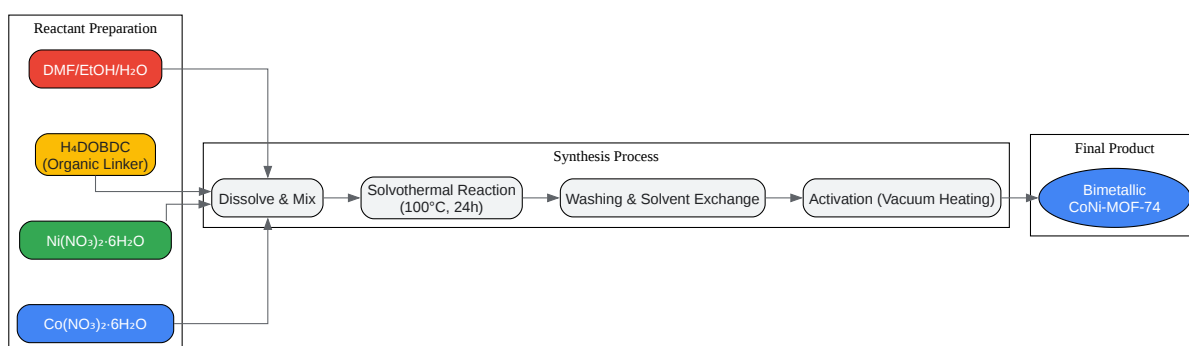 Reactant Preparation
DMF/EtOH/H₂O
H₄DOBDC
(Organic Linker)
Ni(NO₃)₂·6H₂O
Co(NO₃)₂·6H₂O
Synthesis Process
Dissolve & Mix
Solvothermal Reaction
(100°C, 24h)
Washing & Solvent Exchange
Activation (Vacuum Heating)
Final Product
Bimetallic
CoNi-MOF-74